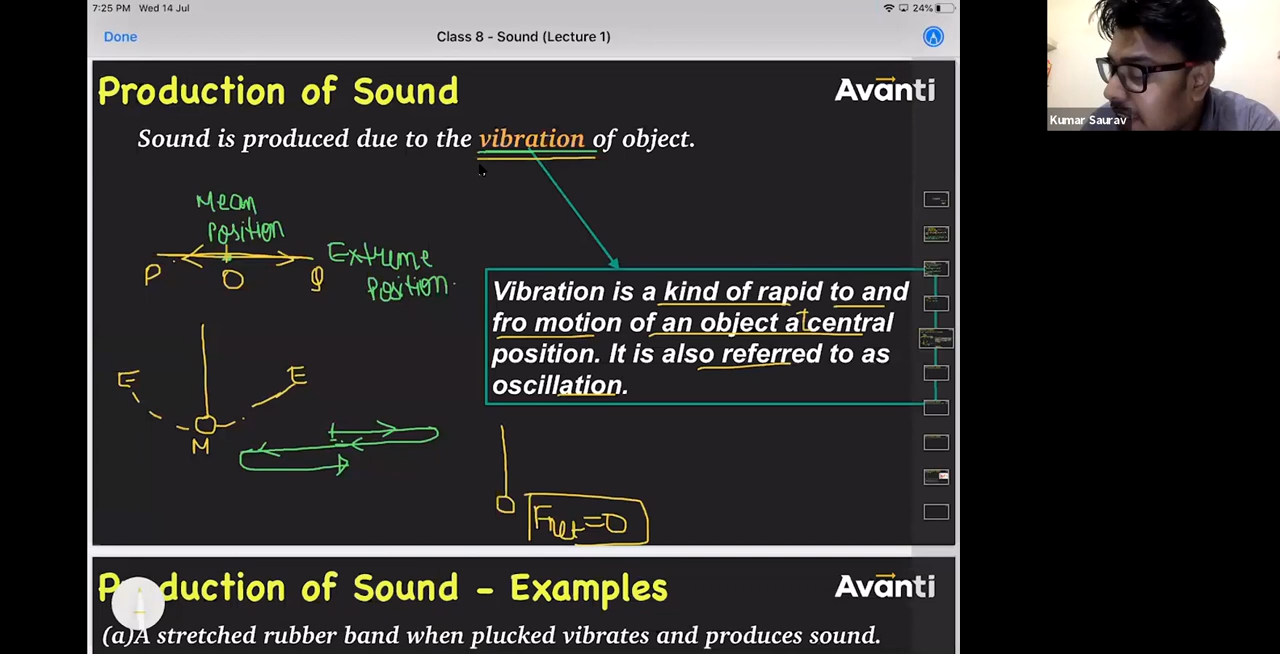 7:25 PM Wed 14 Jul
24%
Done
Class 8 - Sound (Lecture 1)
Production of Sound
Avanti
Sound is produced due to the vibration of object.
Mean
Position
Extreme
Position.
P
O
Q
Vibration is a kind of rapid to and
fro motion of an object at central
position. It is also referred to as
oscillation.
E
E
M
Fnet=0
Production of Sound - Examples
Avanti
(a)A stretched rubber band when plucked vibrates and produces sound.
Kumar Saurav